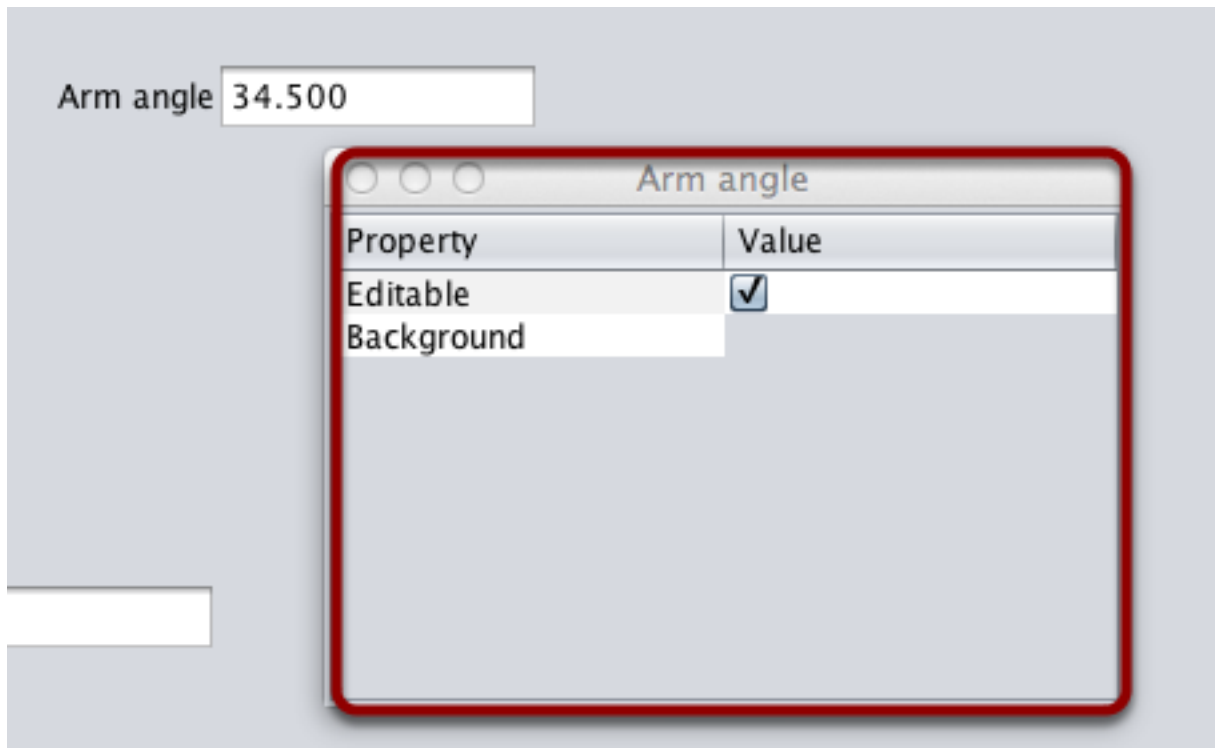 Arm angle 34.500
Arm angle
Property Value
Editable
Background